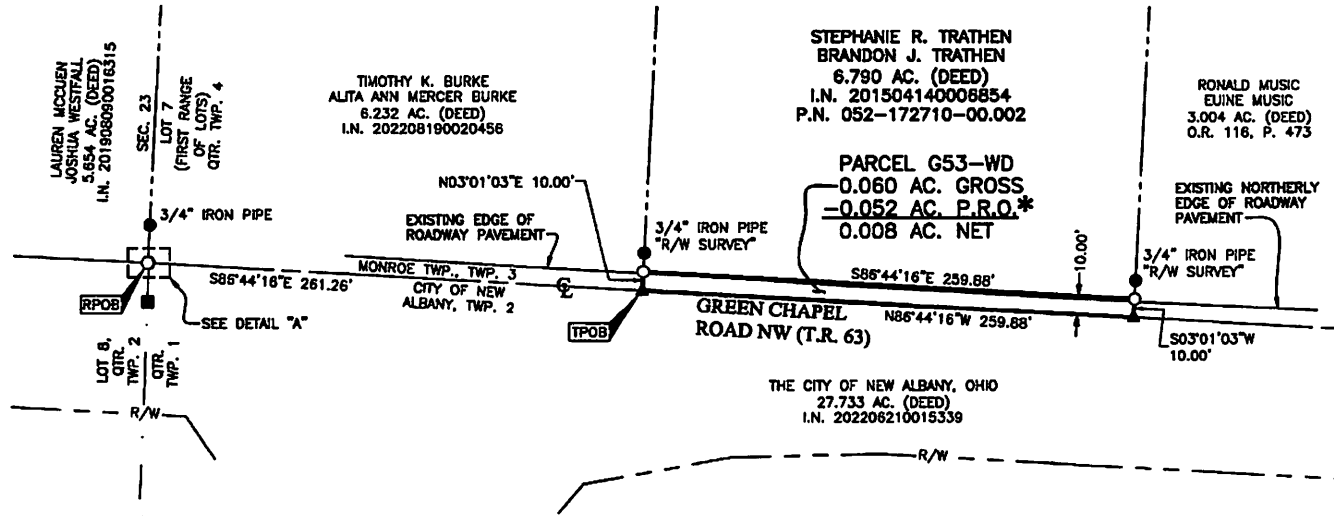 LAUREN MCCUEN
JOSHUA WESTFALL
5.654 AC. (DEED)
I.N. 201908090016315
SEC. 23
LOT 7
(FIRST RANGE
OF LOTS)
QTR. TWP. 4
3/4" IRON PIPE
TIMOTHY K. BURKE
ALITA ANN MERCER BURKE
6.232 AC. (DEED)
I.N. 202208190020456
STEPHANIE R. TRATHEN
BRANDON J. TRATHEN
6.790 AC. (DEED)
I.N. 201504140006854
P.N. 052-172710-00.002
RONALD MUSIC
EUINE MUSIC
3.004 AC. (DEED)
O.R. 116, P. 473
PARCEL G53-WD
0.060 AC. GROSS
-0.052 AC. P.R.O.*
0.008 AC. NET
N03°01'03"E 10.00'
EXISTING EDGE OF
ROADWAY PAVEMENT
3/4" IRON PIPE
"R/W SURVEY"
EXISTING NORTHERLY
EDGE OF ROADWAY
PAVEMENT
3/4" IRON PIPE
"R/W SURVEY"
S86°44'16"E 261.26'
MONROE TWP., TWP. 3
CITY OF NEW
ALBANY, TWP. 2
CL
S86°44'16"E 259.88'
10.00'
RPOB
SEE DETAIL "A"
TPOB
GREEN CHAPEL
ROAD NW (T.R. 63)
N86°44'16"W 259.88'
S03°01'03"W
10.00'
LOT 8,
QTR.
TWP. 2
QTR.
TWP. 1
THE CITY OF NEW ALBANY, OHIO
27.733 AC. (DEED)
I.N. 202206210015339
R/W
R/W